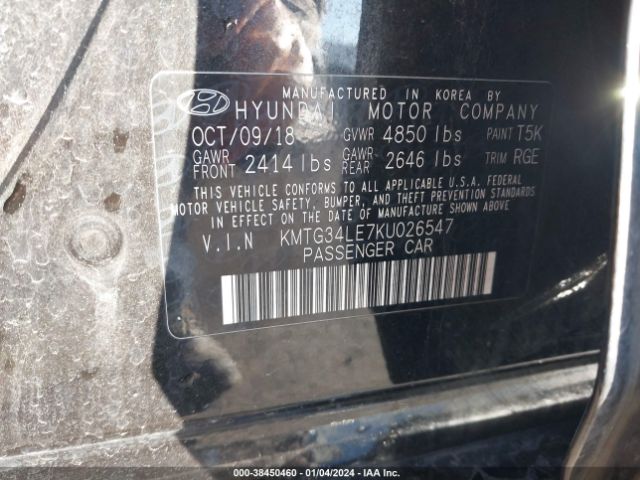 MANUFACTURED IN KOREA BY
HYUNDAI MOTOR COMPANY
OCT/09/18 GVWR 4850 lbs PAINT T5K
GAWR FRONT 2414 lbs GAWR REAR 2646 lbs TRIM RGE
THIS VEHICLE CONFORMS TO ALL APPLICABLE U.S.A. FEDERAL
MOTOR VEHICLE SAFETY, BUMPER, AND THEFT PREVENTION STANDARDS
IN EFFECT ON THE DATE OF MANUFACTURE SHOWN ABOVE.
V.I.N KMTG34LE7KU026547
PASSENGER CAR
000-38450460 - 01/04/2024 - IAA Inc.